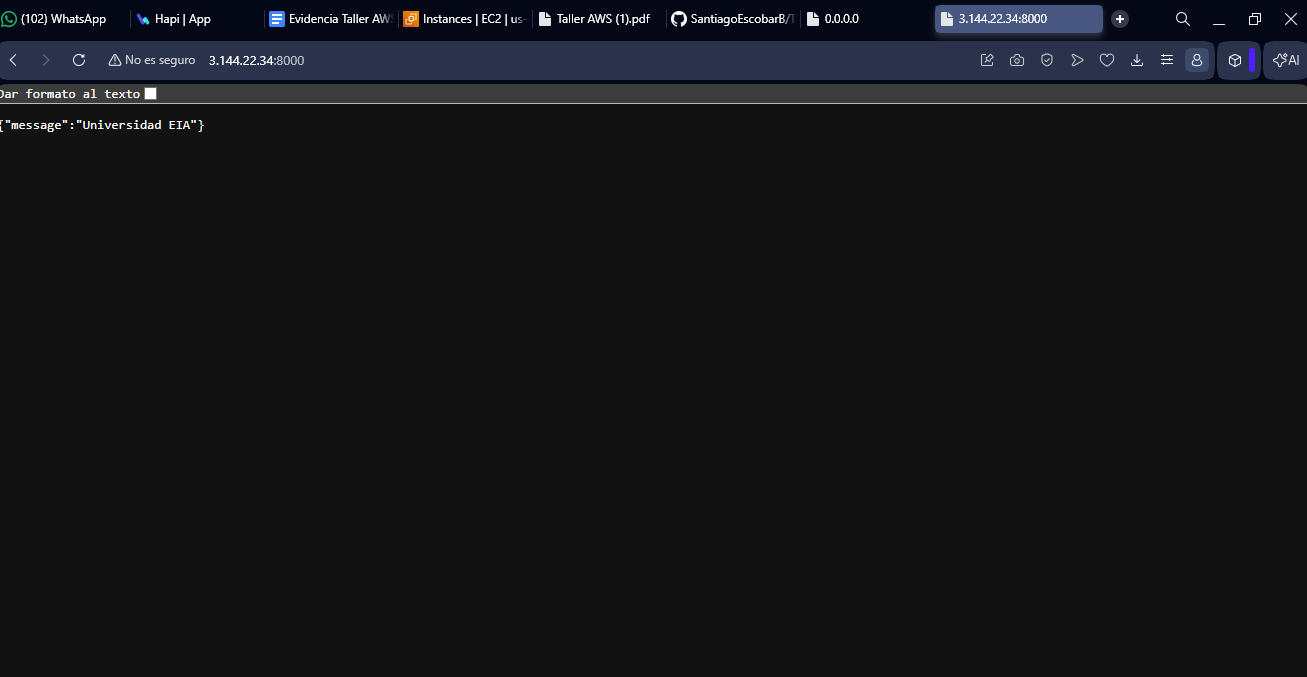 (102) WhatsApp
Hapi | App
Evidencia Taller AWS
Instances | EC2 | us-
Taller AWS (1).pdf
SantiagoEscobarB/T
0.0.0.0
3.144.22.34:8000
No es seguro
3.144.22.34:8000
AI
Dar formato al texto
{"message":"Universidad EIA"}